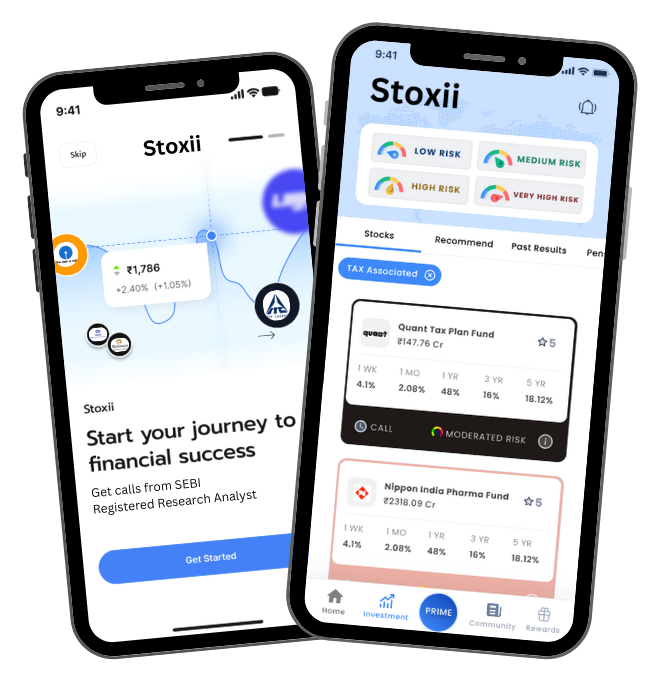 9:41
Skip
Stoxii
₹1,786
+2.40% (+1.05%)
Stoxii
Start your journey to
financial success
Get calls from SEBI
Registered Research Analyst
Get Started
9:41
Stoxii
LOW RISK
MEDIUM RISK
HIGH RISK
VERY HIGH RISK
Stocks Recommend Past Results
TAX Associated
quant
Quant Tax Plan Fund
₹147.76 Cr
5
1 WK 1 MO 1 YR 3 YR 5 YR
4.1% 2.08% 48% 16% 18.12%
CALL MODERATED RISK
Nippon India Pharma Fund
₹2318.09 Cr
5
1 WK 1 MO 1 YR 3 YR 5 YR
4.1% 2.08% 48% 16% 18.12%
Home Investment PRIME Community Rewards